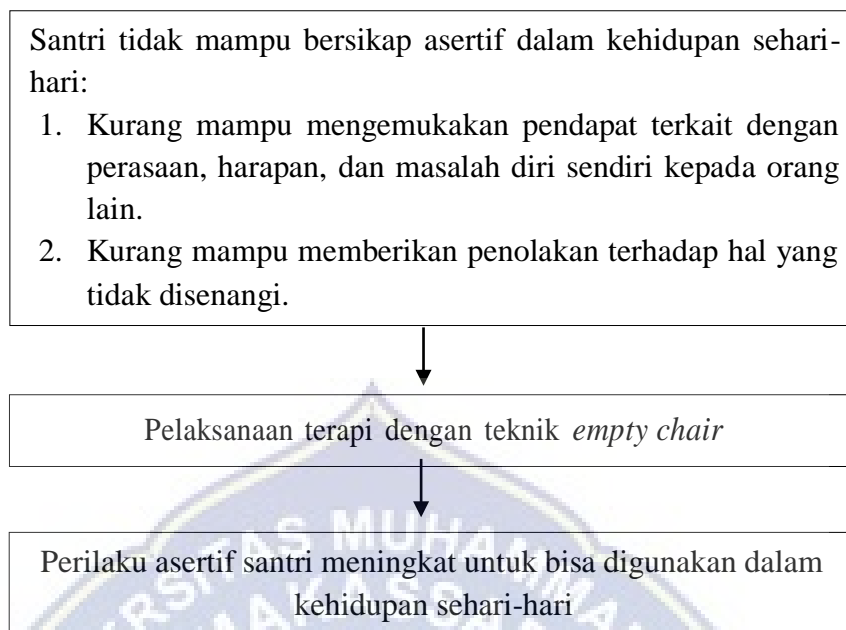 Santri tidak mampu bersikap asertif dalam kehidupan sehari-
hari:
1. Kurang mampu mengemukakan pendapat terkait dengan
perasaan, harapan, dan masalah diri sendiri kepada orang
lain.
2. Kurang mampu memberikan penolakan terhadap hal yang
tidak disenangi.
Pelaksanaan terapi dengan teknik empty chair
Perilaku asertif santri meningkat untuk bisa digunakan dalam
kehidupan sehari-hari